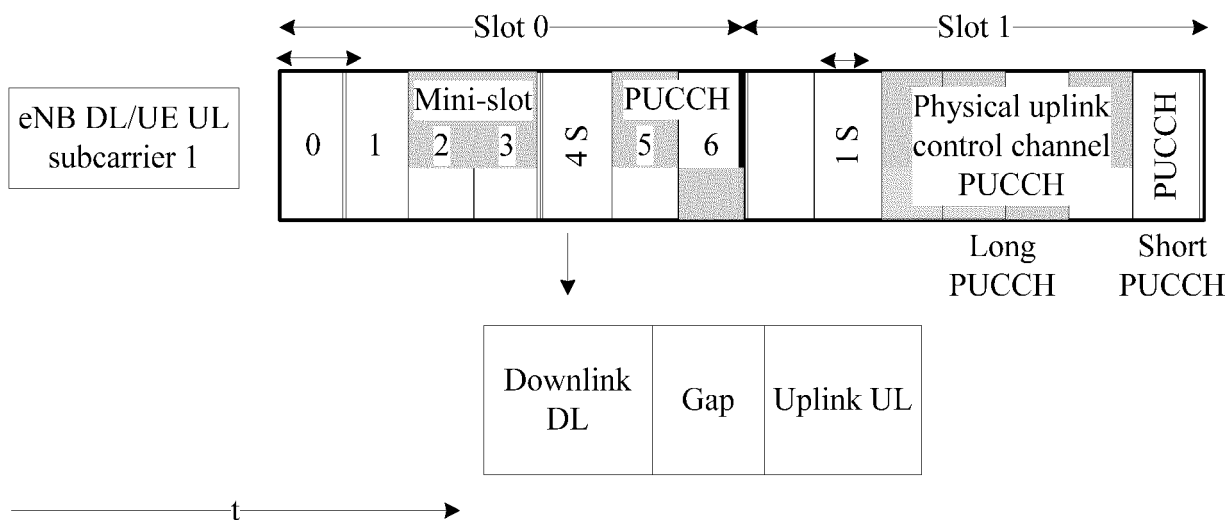 Slot 0
Slot 1
eNB DL/UE UL
subcarrier 1
0
1
Mini-slot
2
3
4 S
PUCCH
5
6
1 S
Physical uplink
control channel
PUCCH
PUCCH
Long
PUCCH
Short
PUCCH
Downlink
DL
Gap
Uplink UL
t